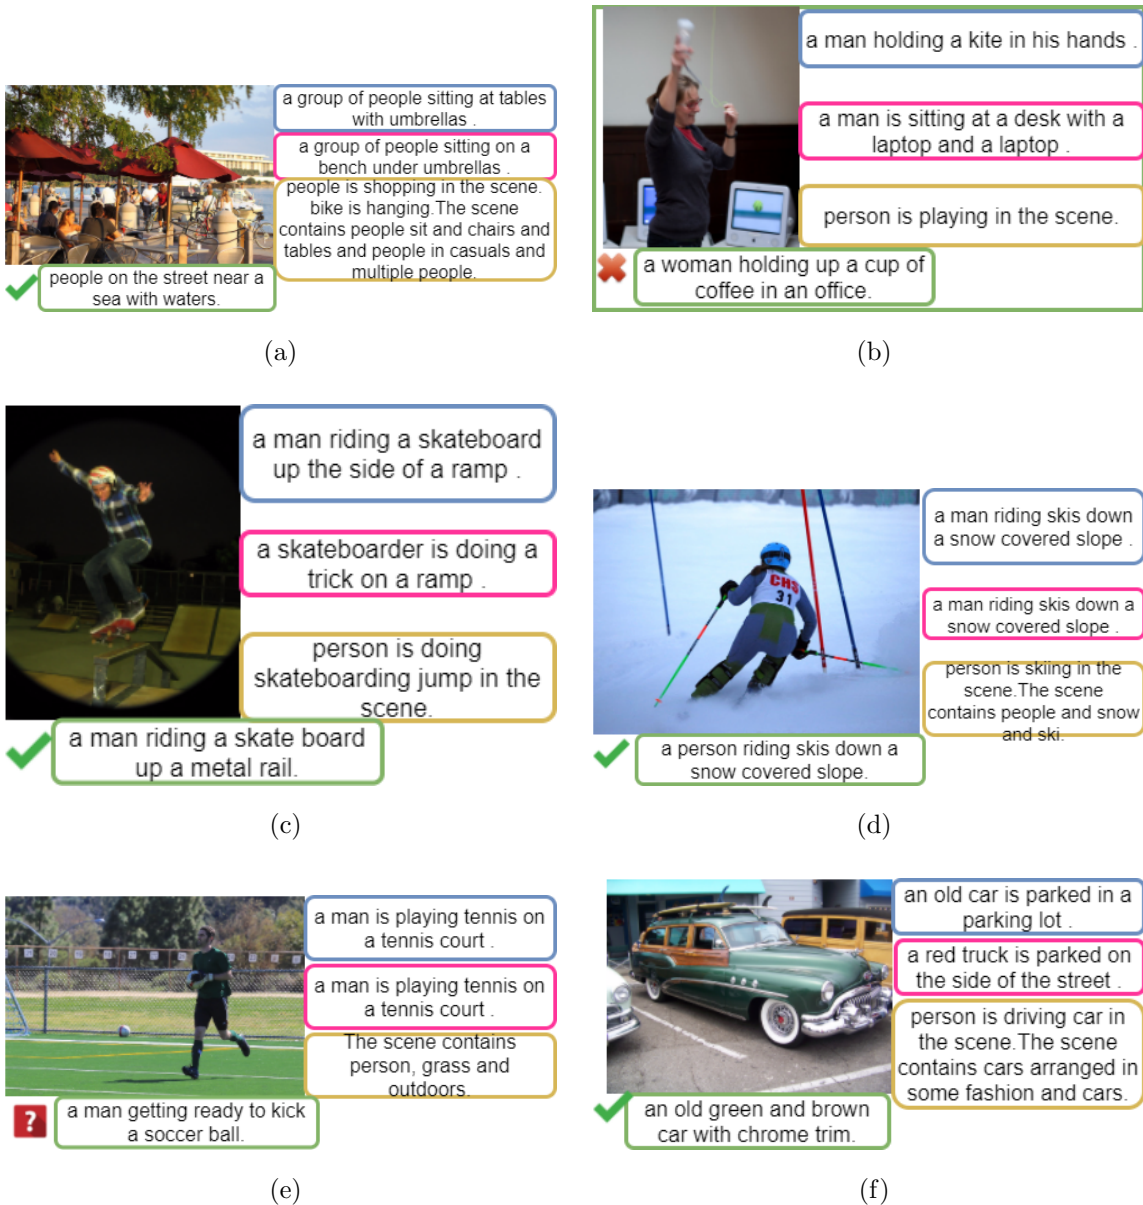 a group of people sitting at tables
with umbrellas .
a group of people sitting on a
bench under umbrellas .
people is shopping in the scene.
bike is hanging.The scene
contains people sit and chairs and
tables and people in casuals and
multiple people.
people on the street near a
sea with waters.
(a)
a man holding a kite in his hands .
a man is sitting at a desk with a
laptop and a laptop .
person is playing in the scene.
a woman holding up a cup of
coffee in an office.
(b)
a man riding a skateboard
up the side of a ramp .
a skateboarder is doing a
trick on a ramp .
person is doing
skateboarding jump in the
scene.
a man riding a skate board
up a metal rail.
(c)
CHS
31
a man riding skis down
a snow covered slope .
a man riding skis down a
snow covered slope .
person is skiing in the
scene.The scene
contains people and snow
and ski.
a person riding skis down a
snow covered slope.
(d)
a man is playing tennis on
a tennis court .
a man is playing tennis on
a tennis court .
The scene contains
person, grass and
outdoors.
?
a man getting ready to kick
a soccer ball.
(e)
an old car is parked in a
parking lot .
a red truck is parked on
the side of the street .
person is driving car in
the scene.The scene
contains cars arranged in
some fashion and cars.
an old green and brown
car with chrome trim.
(f)